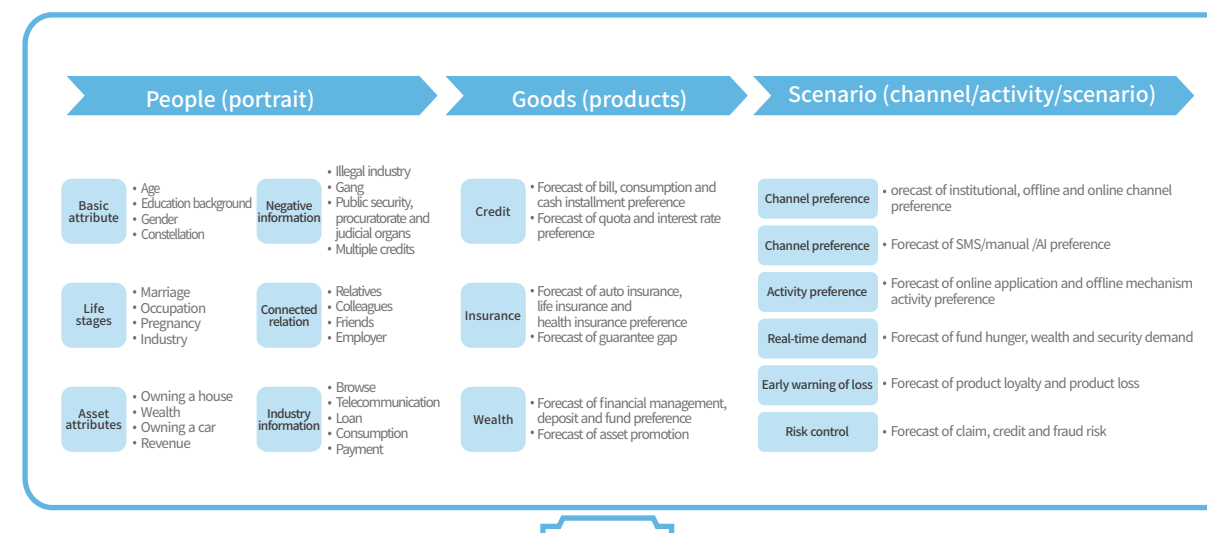 People (portrait)
Goods (products)
Scenario (channel/activity/scenario)
Basic
attribute
• Age
• Education background
• Gender
• Constellation
Negative
information
• Illegal industry
• Gang
• Public security,
procuratorate and
judicial organs
• Multiple credits
Life
stages
• Marriage
• Occupation
• Pregnancy
• Industry
Connected
relation
• Relatives
• Colleagues
• Friends
• Employer
Asset
attributes
• Owning a house
• Wealth
• Owning a car
• Revenue
Industry
information
• Browse
• Telecommunication
• Loan
• Consumption
• Payment
Credit
• Forecast of bill, consumption and
cash installment preference
• Forecast of quota and interest rate
preference
Insurance
• Forecast of auto insurance,
life insurance and
health insurance preference
• Forecast of guarantee gap
Wealth
• Forecast of financial management,
deposit and fund preference
• Forecast of asset promotion
Channel preference
• orecast of institutional, offline and online channel
preference
Channel preference
• Forecast of SMS/manual /AI preference
Activity preference
• Forecast of online application and offline mechanism
activity preference
Real-time demand
• Forecast of fund hunger, wealth and security demand
Early warning of loss
• Forecast of product loyalty and product loss
Risk control
• Forecast of claim, credit and fraud risk